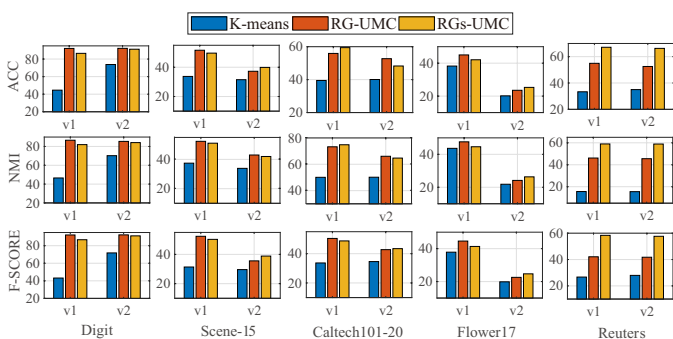 K-means RG-UMC RGs-UMC
ACC
80 60 40 20 v1 v2
40 20 v1 v2
60 40 20 v1 v2
40 20 v1 v2
60 40 20 v1 v2
NMI
80 60 40 20 v1 v2
40 20 v1 v2
80 60 40 v1 v2
40 20 v1 v2
60 40 20 v1 v2
F-SCORE
80 60 40 20 v1 v2
40 20 v1 v2
40 20 v1 v2
40 20 v1 v2
60 40 20 v1 v2
Digit Scene-15 Caltech101-20 Flower17 Reuters